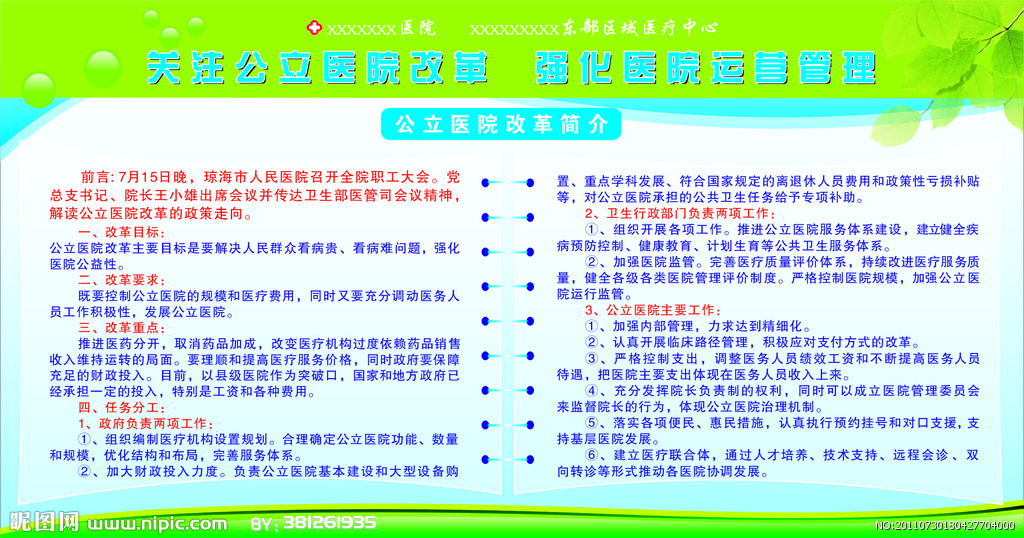 xxxxxxx医院 xxxxxxxxx东部区域医疗中心
关注公立医院改革 强化医院运营管理
公立医院改革简介
前言：7月15日晚，琼海市人民医院召开全院职工大会。党
总支书记、院长王小雄出席会议并传达卫生部医管司会议精神，
解读公立医院改革的政策走向。
一、改革目标：
公立医院改革主要目标是要解决人民群众看病贵、看病难问题，强化
医院公益性。
二、改革要求：
既要控制公立医院的规模和医疗费用，同时又要充分调动医务人
员工作积极性，发展公立医院。
三、改革重点：
推进医药分开，取消药品加成，改变医疗机构过度依赖药品销售
收入维持运转的局面。要理顺和提高医疗服务价格，同时政府要保障
充足的财政投入。目前，以县级医院作为突破口，国家和地方政府已
经承担一定的投入，特别是工资和各种费用。
四、任务分工：
1、政府负责两项工作：
①、组织编制医疗机构设置规划。合理确定公立医院功能、数量
和规模，优化结构和布局，完善服务体系。
②、加大财政投入力度。负责公立医院基本建设和大型设备购
置、重点学科发展、符合国家规定的离退休人员费用和政策性亏损补贴
等，对公立医院承担的公共卫生任务给予专项补助。
2、卫生行政部门负责两项工作：
①、组织开展各项工作。推进公立医院服务体系建设，建立健全疾
病预防控制、健康教育、计划生育等公共卫生服务体系。
②、加强医院监管。完善医疗质量评价体系，持续改进医疗服务质
量，健全各级各类医院管理评价制度。严格控制医院规模，加强公立医
院运行监管。
3、公立医院主要工作：
①、加强内部管理，力求达到精细化。
②、认真开展临床路径管理，积极应对支付方式的改革。
③、严格控制支出，调整医务人员绩效工资和不断提高医务人员
待遇，把医院主要支出体现在医务人员收入上来。
④、充分发挥院长负责制的权利，同时可以成立医院管理委员会
来监督院长的行为，体现公立医院治理机制。
⑤、落实各项便民、惠民措施，认真执行预约挂号和对口支援，支
持基层医院发展。
⑥、建立医疗联合体，通过人才培养、技术支持、远程会诊、双
向转诊等形式推动各医院协调发展。
昵图网 www.nipic.com BY: 381261935
NO:20110730180427704000